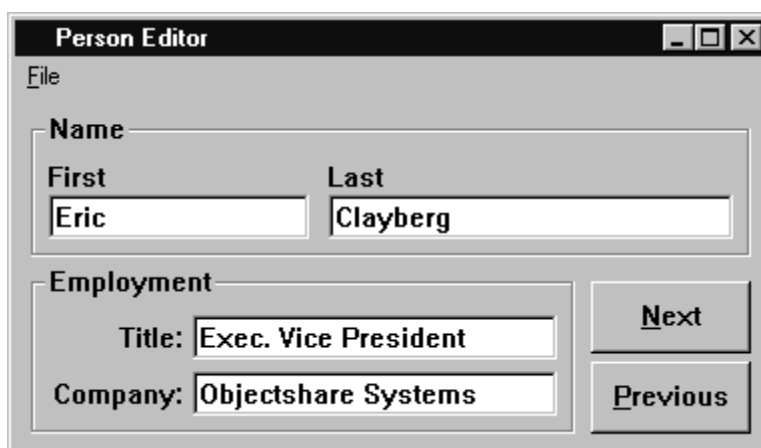 Person Editor
File
Name
First Last
Eric Clayberg
Employment
Title: Exec. Vice President
Company: Objectshare Systems
Next
Previous